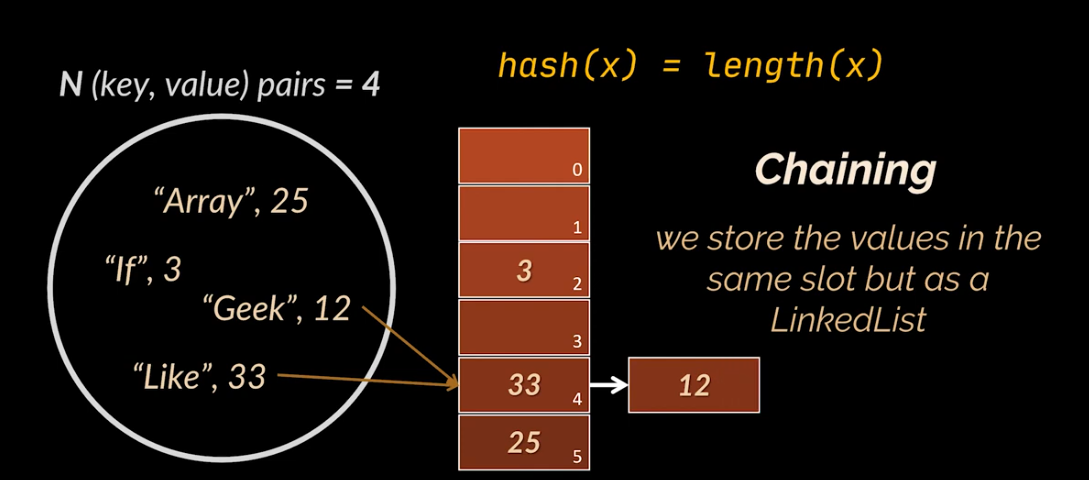 N (key, value) pairs = 4
hash(x) = length(x)
“Array”, 25
“If”, 3
“Geek”, 12
“Like”, 33
0
1
3 2
3
33 4
12
25 5
Chaining
we store the values in the
same slot but as a
LinkedList